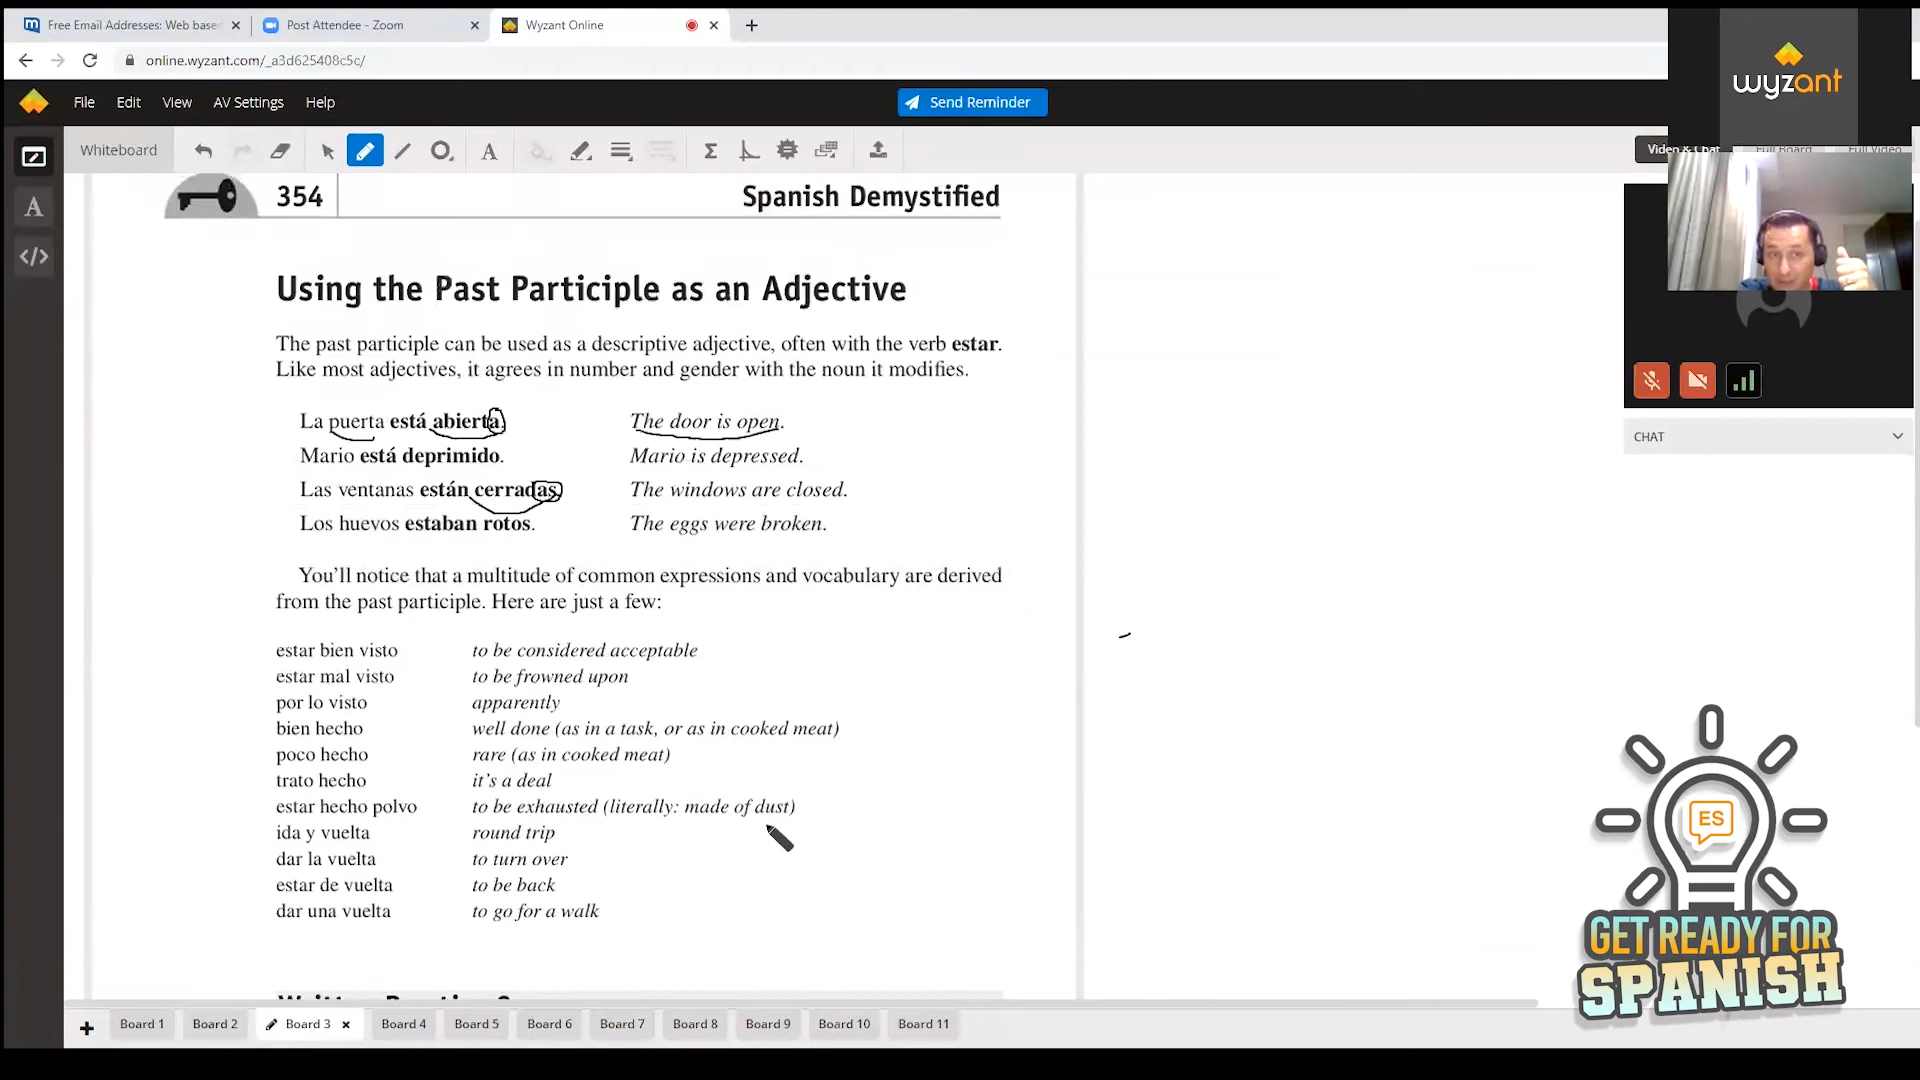 Free Email Addresses: Web base
Post Attendee - Zoom
Wyzant Online
online.wyzant.com/_a3d625408c5c/
wyzant
File Edit View AV Settings Help
Send Reminder
Whiteboard
Video & Chat Full Board Full Video
354
Spanish Demystified
Using the Past Participle as an Adjective
The past participle can be used as a descriptive adjective, often with the verb estar.
Like most adjectives, it agrees in number and gender with the noun it modifies.
La puerta está abierta. The door is open.
Mario está deprimido. Mario is depressed.
Las ventanas están cerradas. The windows are closed.
Los huevos estaban rotos. The eggs were broken.
You'll notice that a multitude of common expressions and vocabulary are derived
from the past participle. Here are just a few:
estar bien visto to be considered acceptable
estar mal visto to be frowned upon
por lo visto apparently
bien hecho well done (as in a task, or as in cooked meat)
poco hecho rare (as in cooked meat)
trato hecho it's a deal
estar hecho polvo to be exhausted (literally: made of dust)
ida y vuelta round trip
dar la vuelta to turn over
estar de vuelta to be back
dar una vuelta to go for a walk
CHAT
ES
GET READY FOR
SPANISH
Board 1 Board 2 Board 3 Board 4 Board 5 Board 6 Board 7 Board 8 Board 9 Board 10 Board 11